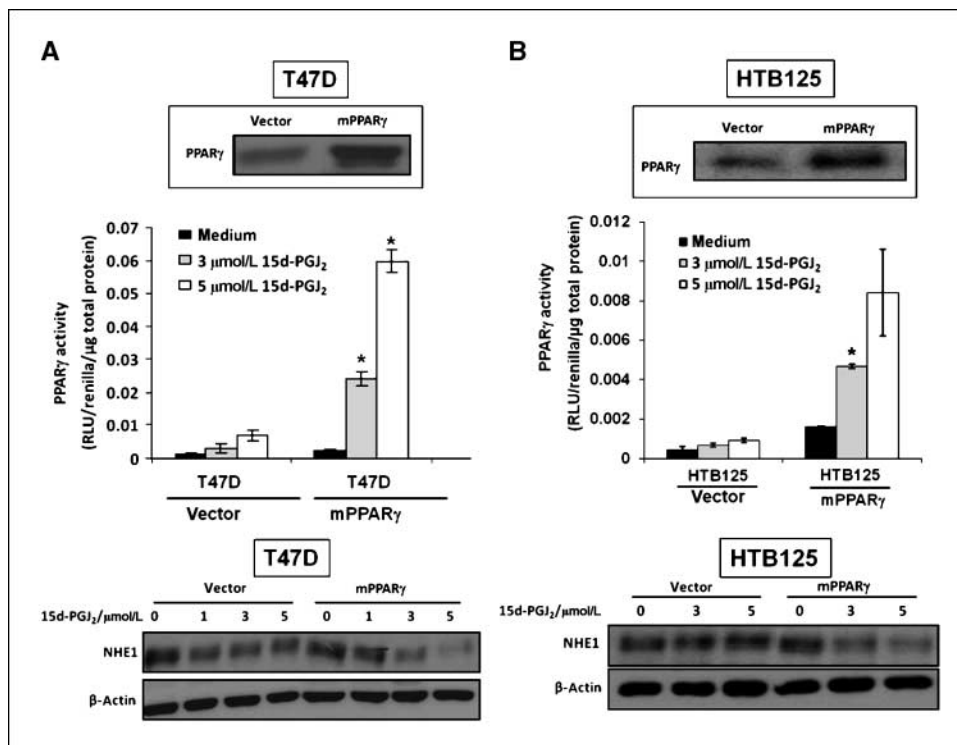 A
T47D
Vector mPPARγ
PPARγ
PPARγ activity
(RLU/renilla/µg total protein)
0.07
0.06
0.05
0.04
0.03
0.02
0.01
0
Medium
3 µmol/L 15d-PGJ₂
5 µmol/L 15d-PGJ₂
*
*
T47D T47D
Vector mPPARγ
T47D
Vector mPPARγ
15d-PGJ₂/µmol/L 0 1 3 5 0 1 3 5
NHE1
β-Actin
B
HTB125
Vector mPPARγ
PPARγ
PPARγ activity
(RLU/renilla/µg total protein)
0.012
0.01
0.008
0.006
0.004
0.002
0
Medium
3 µmol/L 15d-PGJ₂
5 µmol/L 15d-PGJ₂
*
HTB125 HTB125
Vector mPPARγ
HTB125
Vector mPPARγ
15d-PGJ₂/µmol/L 0 3 5 0 3 5
NHE1
β-Actin